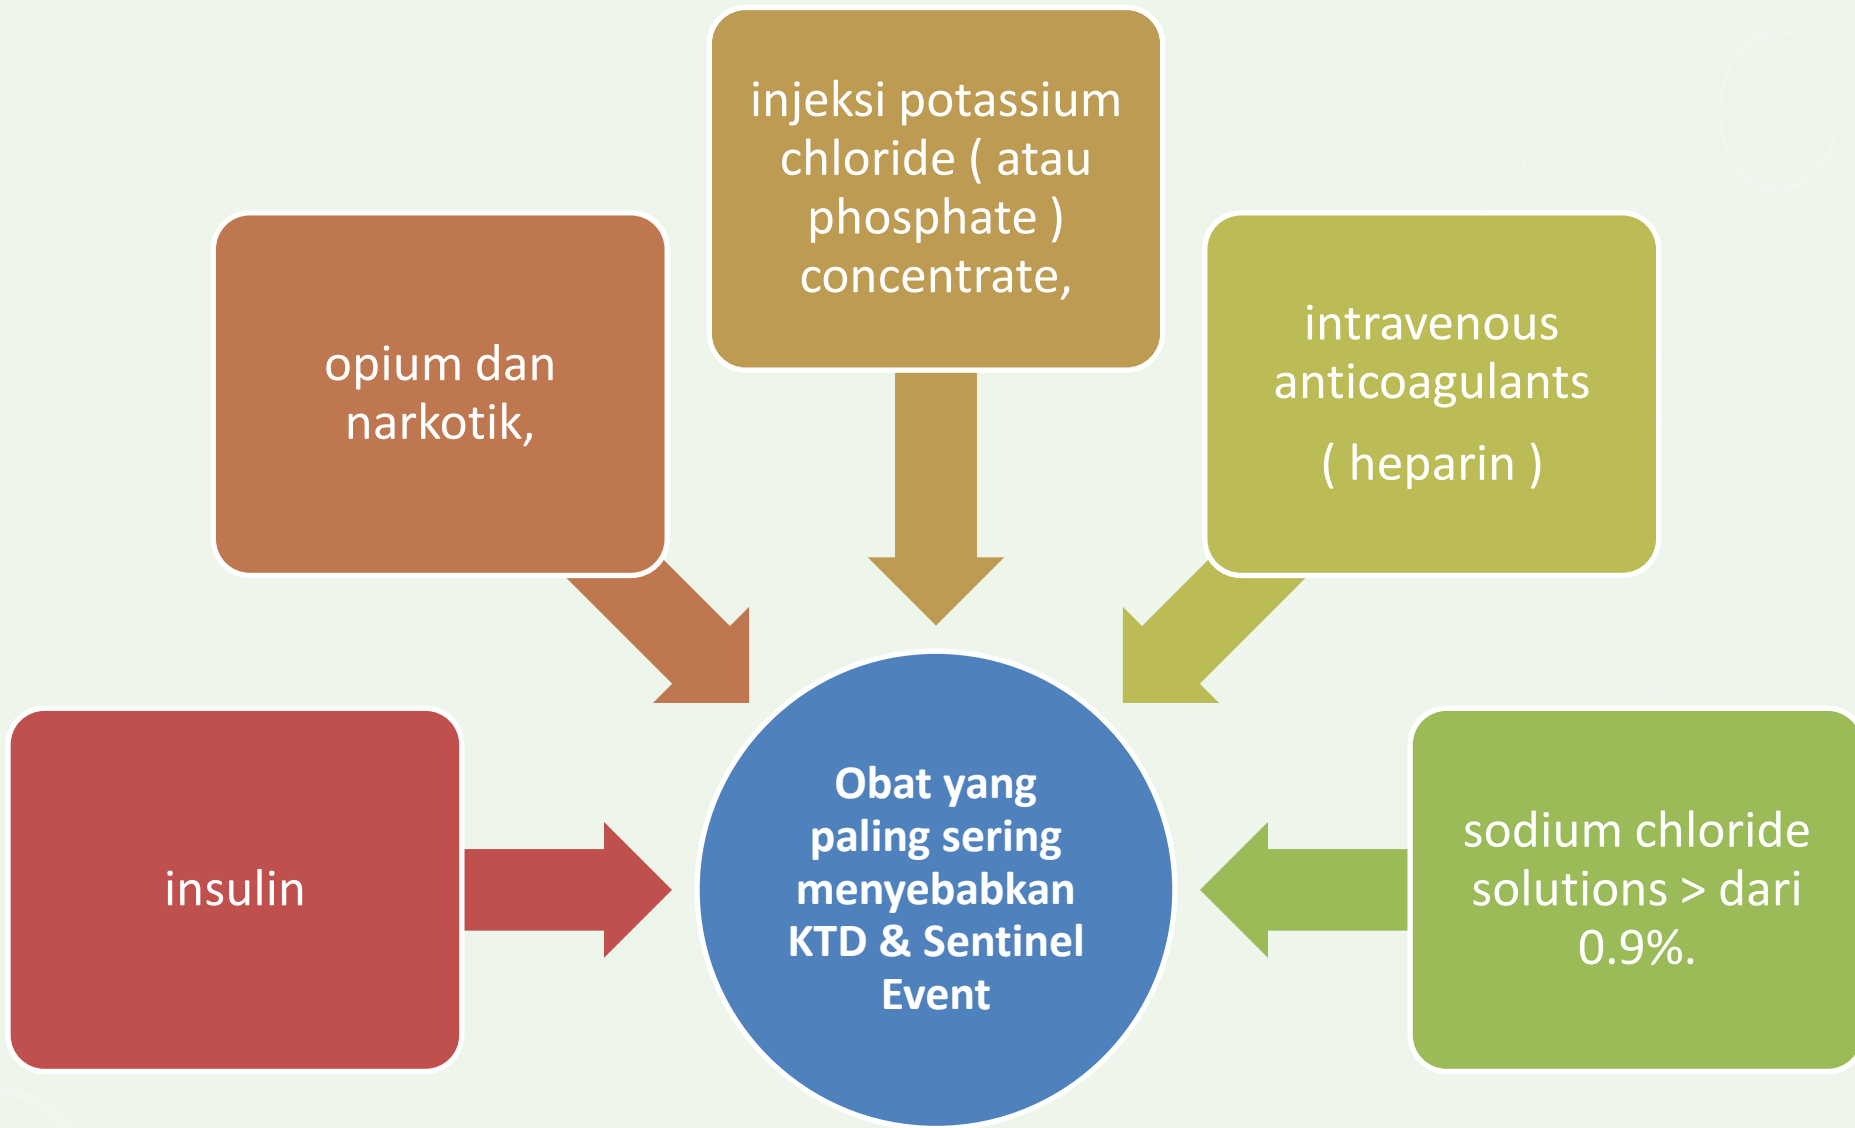 injeksi potassium
chloride ( atau
phosphate )
concentrate,
opium dan
narkotik,
intravenous
anticoagulants
( heparin )
insulin
Obat yang
paling sering
menyebabkan
KTD & Sentinel
Event
sodium chloride
solutions > dari
0.9%.